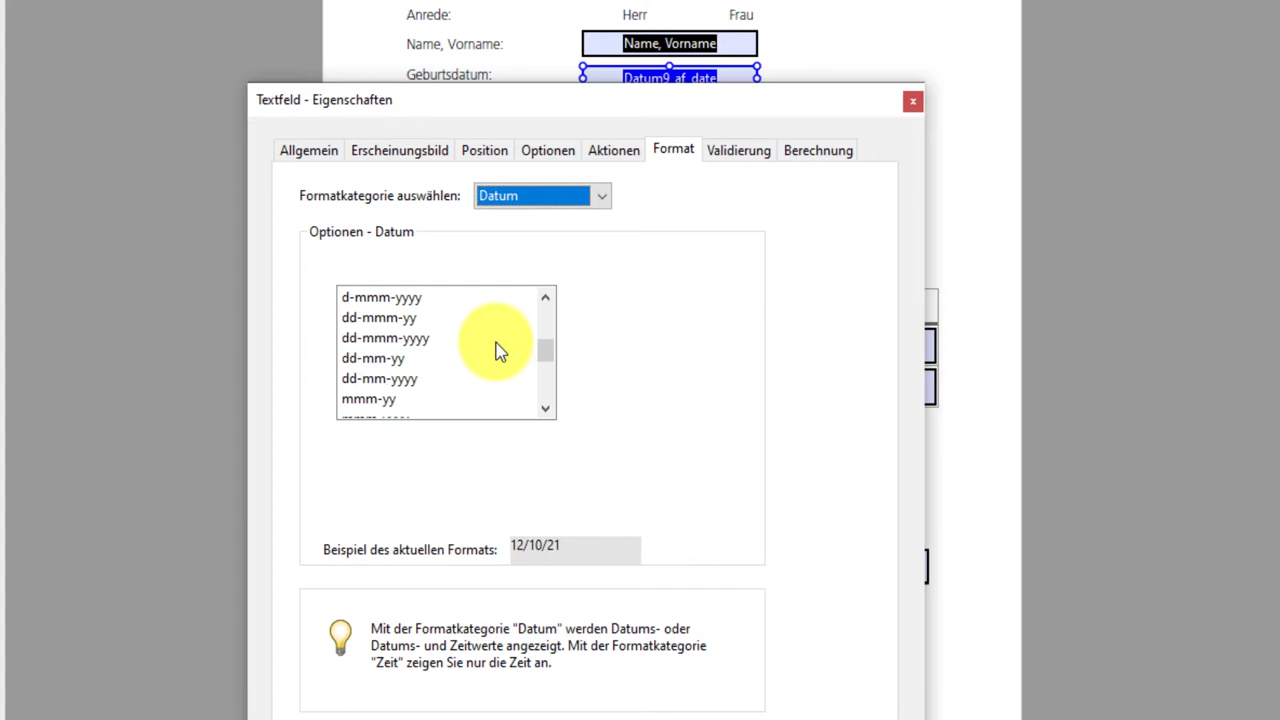 Anrede: Herr Frau
Name, Vorname: Name, Vorname
Geburtsdatum: Datum9_af_date
Textfeld - Eigenschaften x
Allgemein Erscheinungsbild Position Optionen Aktionen Format Validierung Berechnung
Formatkategorie auswählen: Datum
Optionen - Datum
d-mmm-yyyy
dd-mmm-yy
dd-mmm-yyyy
dd-mm-yy
dd-mm-yyyy
mmm-yy
Beispiel des aktuellen Formats: 12/10/21
Mit der Formatkategorie "Datum" werden Datums- oder
Datums- und Zeitwerte angezeigt. Mit der Formatkategorie
"Zeit" zeigen Sie nur die Zeit an.